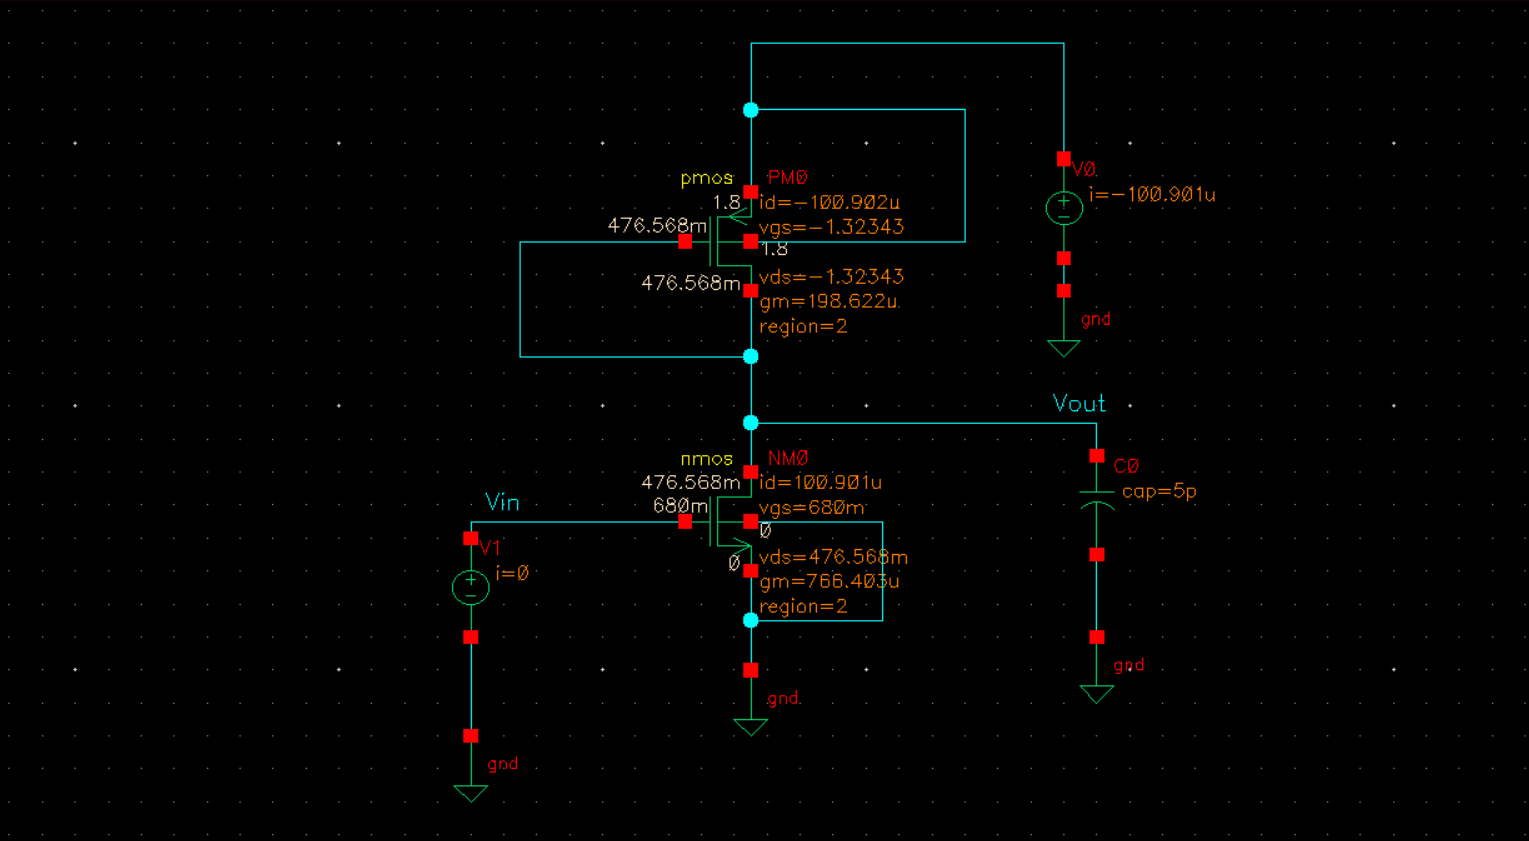 pmos PM0
1.8 id=-100.902u
476.568m vgs=-1.32343
1.8
476.568m vds=-1.32343
gm=198.622u
region=2
V0
i=-100.901u
+
-
gnd
Vout
nmos NM0
476.568m id=100.901u
680m vgs=680m
0
0 vds=476.568m
gm=766.403u
region=2
gnd
C0
cap=5p
gnd
Vin
V1
i=0
+
-
gnd